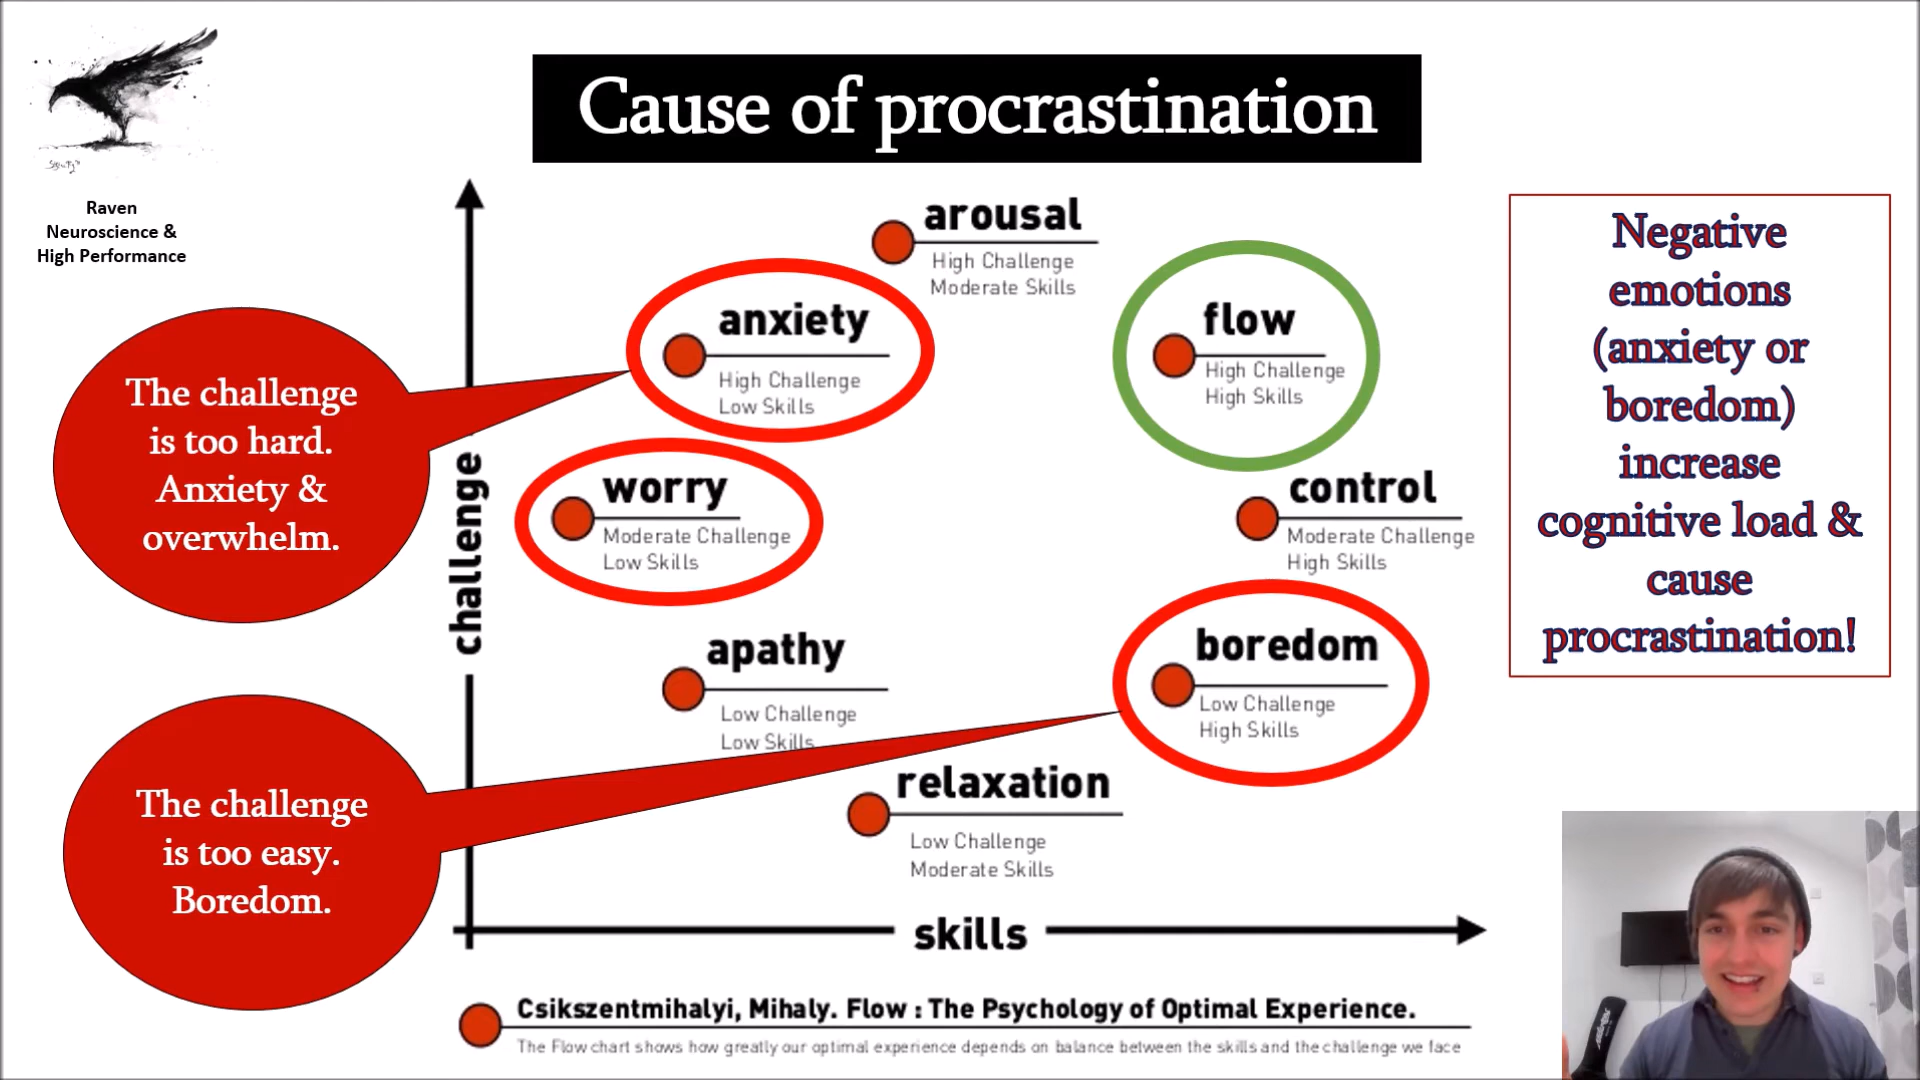 Cause of procrastination
Raven
Neuroscience &
High Performance
arousal
High Challenge
Moderate Skills
anxiety
High Challenge
Low Skills
flow
High Challenge
High Skills
worry
Moderate Challenge
Low Skills
control
Moderate Challenge
High Skills
apathy
Low Challenge
Low Skills
boredom
Low Challenge
High Skills
relaxation
Low Challenge
Moderate Skills
challenge
skills
The challenge
is too hard.
Anxiety &
overwhelm.
The challenge
is too easy.
Boredom.
Negative
emotions
(anxiety or
boredom)
increase
cognitive load &
cause
procrastination!
Csikszentmihalyi, Mihaly. Flow : The Psychology of Optimal Experience.
The Flow chart shows how greatly our optimal experience depends on balance between the skills and the challenge we face